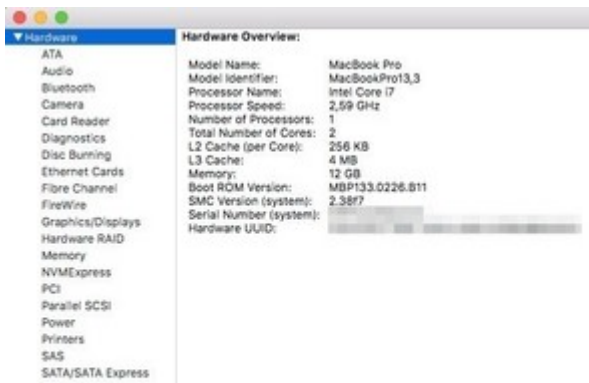 Hardware
ATA
Audio
Bluetooth
Camera
Card Reader
Diagnostics
Disc Burning
Ethernet Cards
Fibre Channel
FireWire
Graphics/Displays
Hardware RAID
Memory
NVMExpress
PCI
Parallel SCSI
Power
Printers
SAS
SATA/SATA Express
Hardware Overview:
Model Name: MacBook Pro
Model Identifier: MacBookPro13,3
Processor Name: Intel Core i7
Processor Speed: 2,59 GHz
Number of Processors: 1
Total Number of Cores: 2
L2 Cache (per Core): 256 KB
L3 Cache: 4 MB
Memory: 12 GB
Boot ROM Version: MBP133.0226.B11
SMC Version (system): 2.38f7
Serial Number (system):
Hardware UUID: